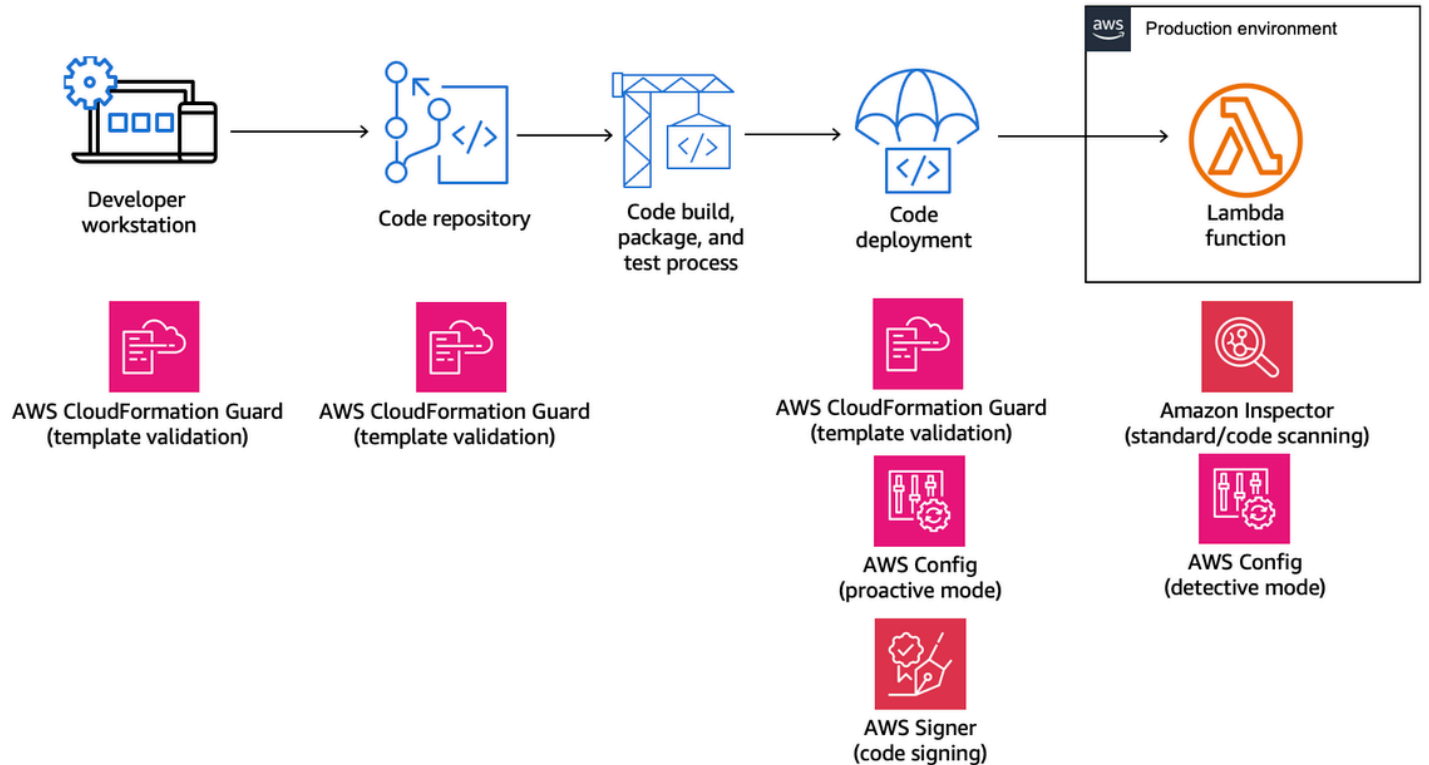 aws
Production environment
</>
</>
</>
Developer
workstation
Code repository
Code build,
package, and
test process
Code
deployment
Lambda
function
AWS CloudFormation Guard
(template validation)
AWS CloudFormation Guard
(template validation)
AWS CloudFormation Guard
(template validation)
Amazon Inspector
(standard/code scanning)
AWS Config
(proactive mode)
AWS Config
(detective mode)
AWS Signer
(code signing)